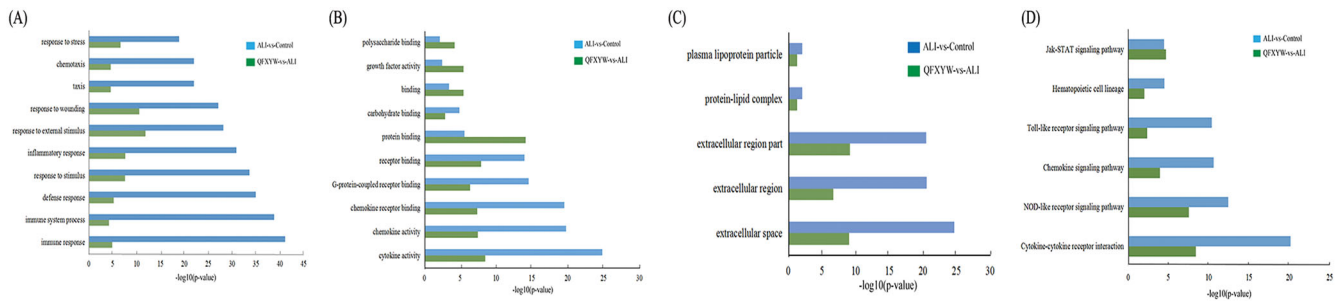 (A)
response to stress
chemotaxis
taxis
response to wounding
response to external stimulus
inflammatory response
response to stimulus
defense response
immune system process
immune response
ALI-vs-Control
QFXYW-vs-ALI
0 5 10 15 20 25 30 35 40 45
-log10(p-value)
(B)
polysaccharide binding
growth factor activity
binding
carbohydrate binding
protein binding
receptor binding
G-protein-coupled receptor binding
chemokine receptor binding
chemokine activity
cytokine activity
ALI-vs-Control
QFXYW-vs-ALI
0 5 10 15 20 25 30
-log10(p-value)
(C)
plasma lipoprotein particle
protein-lipid complex
extracellular region part
extracellular region
extracellular space
ALI-vs-Control
QFXYW-vs-ALI
0 5 10 15 20 25 30
-log10(p-value)
(D)
Jak-STAT signaling pathway
Hematopoietic cell lineage
Toll-like receptor signaling pathway
Chemokine signaling pathway
NOD-like receptor signaling pathway
Cytokine-cytokine receptor interaction
ALI-vs-Control
QFXYW-vs-ALI
0 5 10 15 20 25
-log10(p-value)